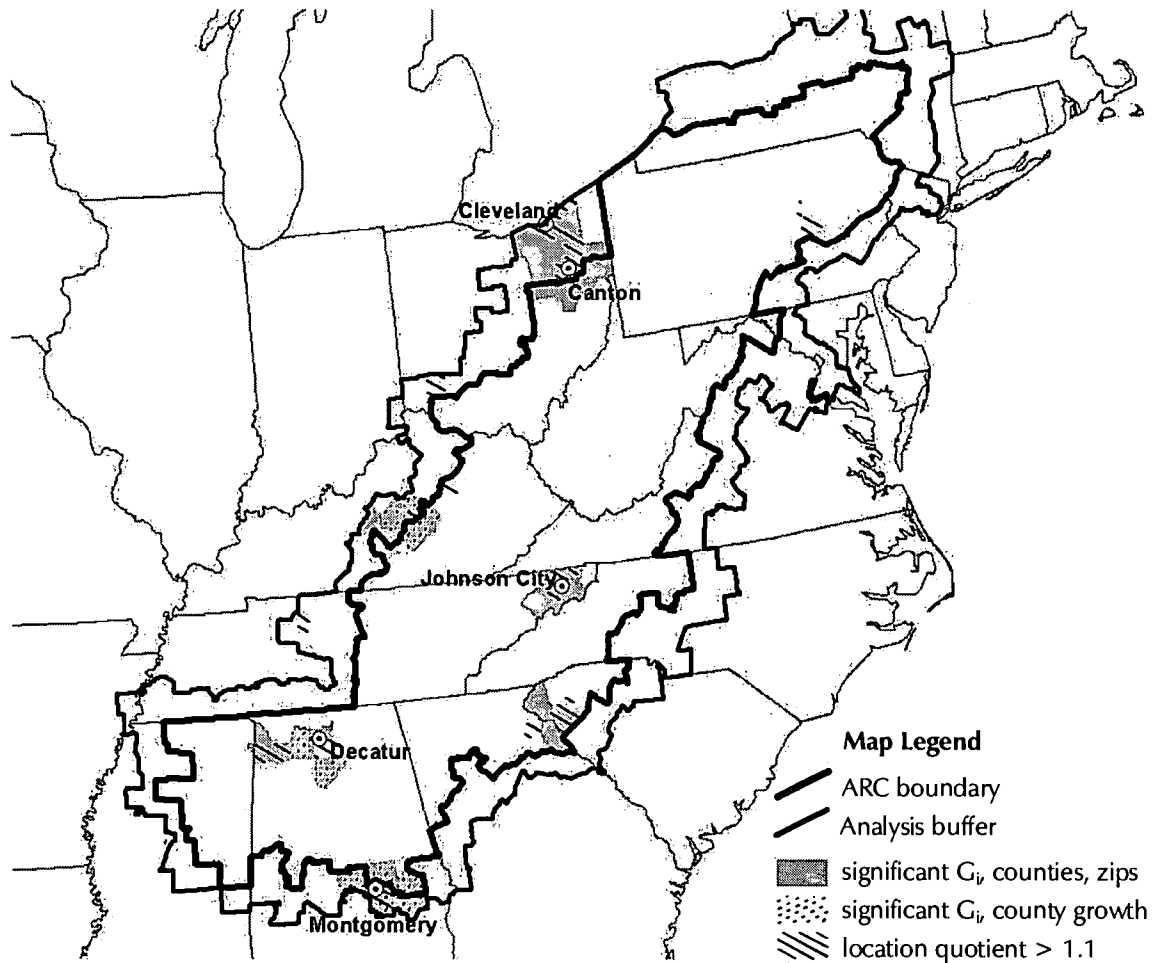 Cleveland
Canton
Johnson City
Decatur
Montgomery
Map Legend
ARC boundary
Analysis buffer
significant Gᵢ, counties, zips
significant Gᵢ, county growth
location quotient > 1.1